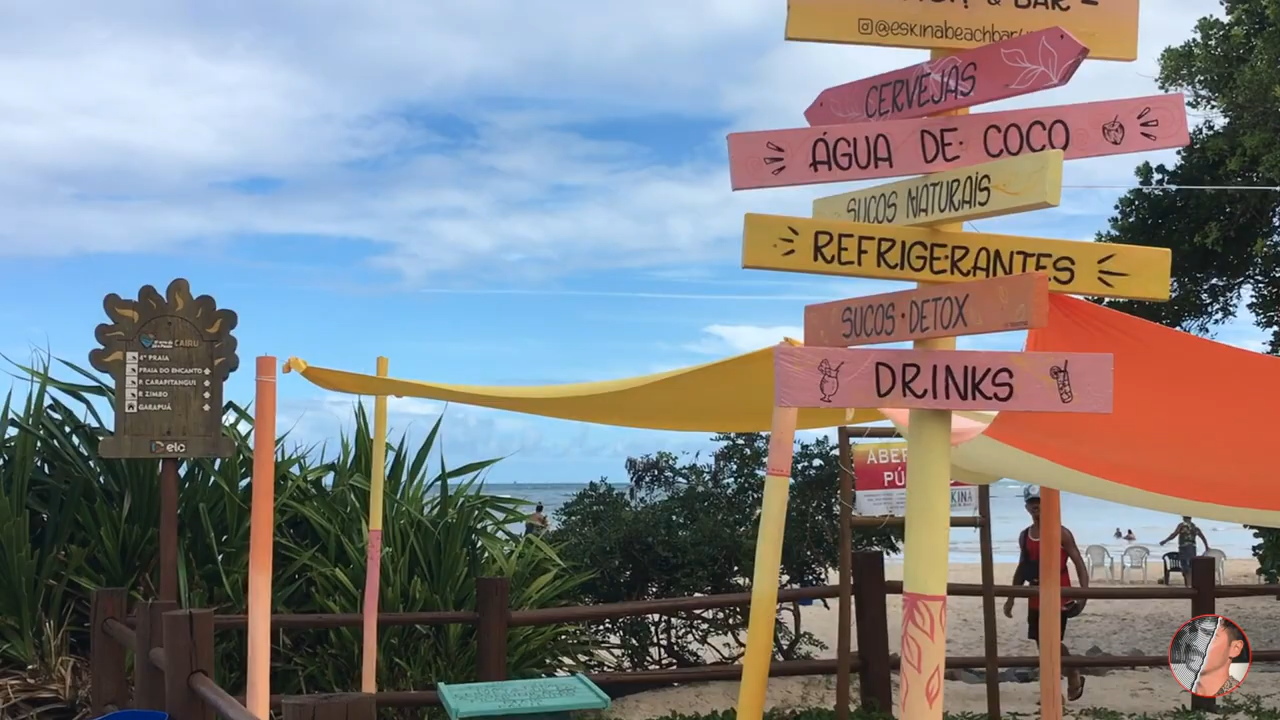 & BAR
@eskinabeachbar
CERVEJAS
ÁGUA DE COCO
SUCOS NATURAIS
REFRIGERANTES
SUCOS · DETOX
DRINKS
CAIRU
4ª PRAIA
PRAIA DO ENCANTO
R CARAPITANGUI
R ZIMBO
GARAPUÁ
elo
ABER
PÚ
KINA